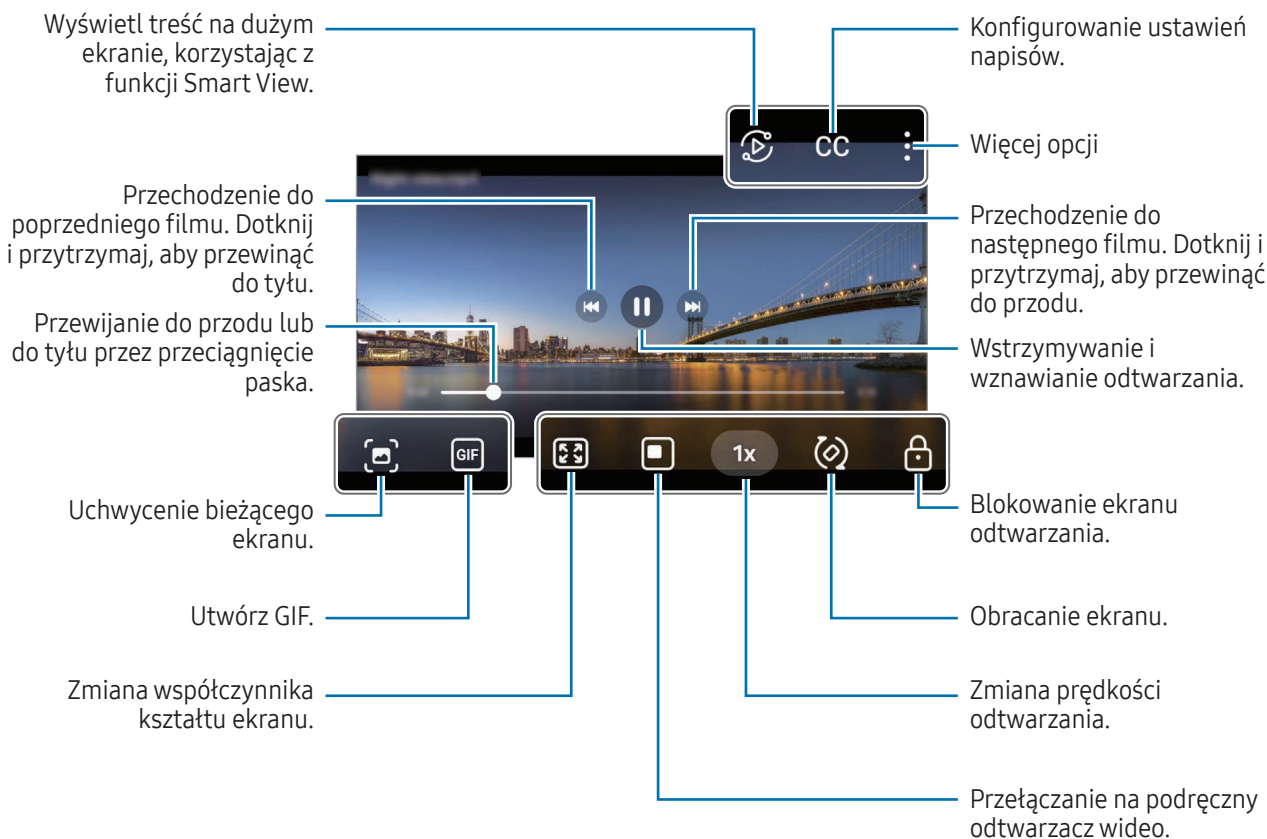 Wyświetl treść na dużym
ekranie, korzystając z
funkcji Smart View.
Konfigurowanie ustawień
napisów.
CC
Więcej opcji
Przechodzenie do
poprzedniego filmu. Dotknij
i przytrzymaj, aby przewinąć
do tyłu.
Przechodzenie do
następnego filmu. Dotknij i
przytrzymaj, aby przewinąć
do przodu.
Przewijanie do przodu lub
do tyłu przez przeciągnięcie
paska.
Wstrzymywanie i
wznawianie odtwarzania.
GIF
1x
Uchwycenie bieżącego
ekranu.
Blokowanie ekranu
odtwarzania.
Utwórz GIF.
Obracanie ekranu.
Zmiana współczynnika
kształtu ekranu.
Zmiana prędkości
odtwarzania.
Przełączanie na podręczny
odtwarzacz wideo.